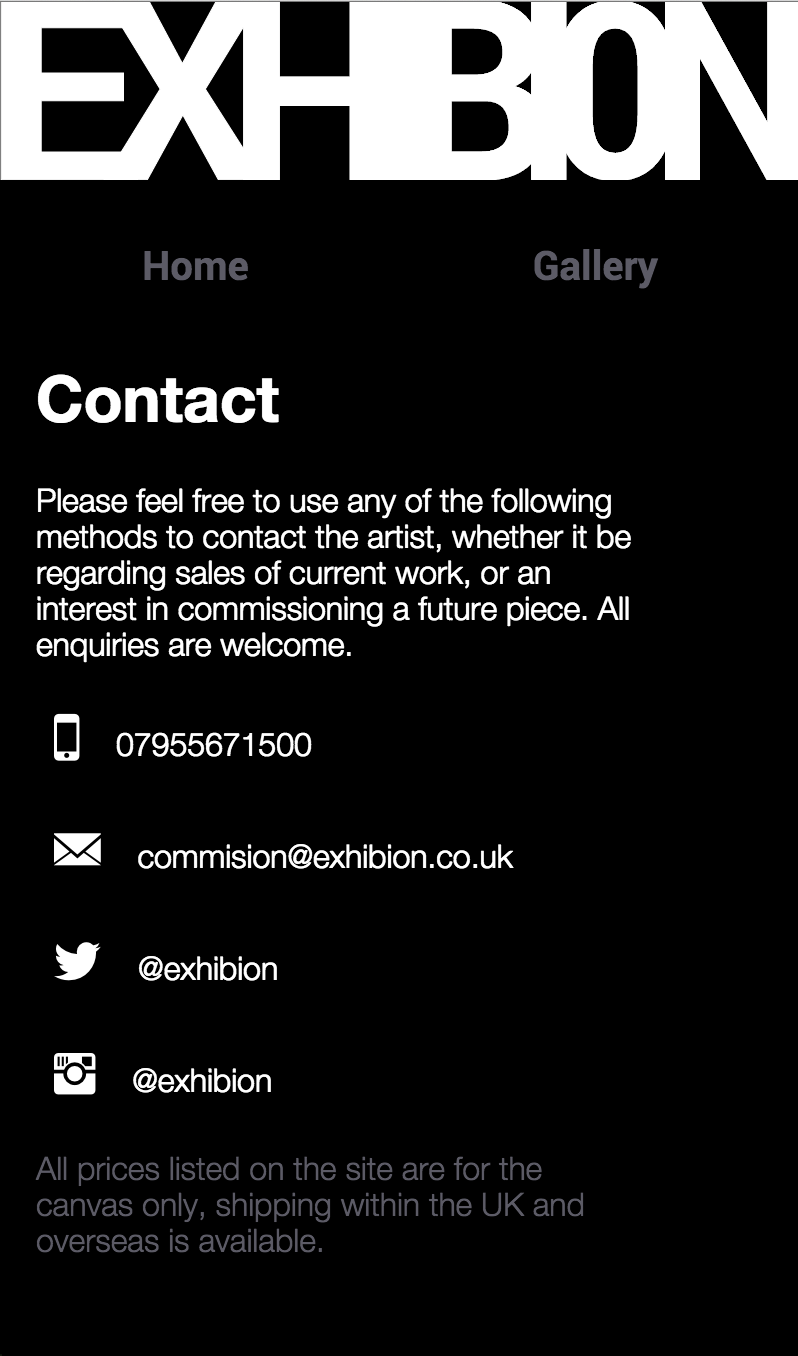 EXHIBION
Home Gallery
Contact
Please feel free to use any of the following
methods to contact the artist, whether it be
regarding sales of current work, or an
interest in commissioning a future piece. All
enquiries are welcome.
07955671500
commision@exhibion.co.uk
@exhibion
@exhibion
All prices listed on the site are for the
canvas only, shipping within the UK and
overseas is available.